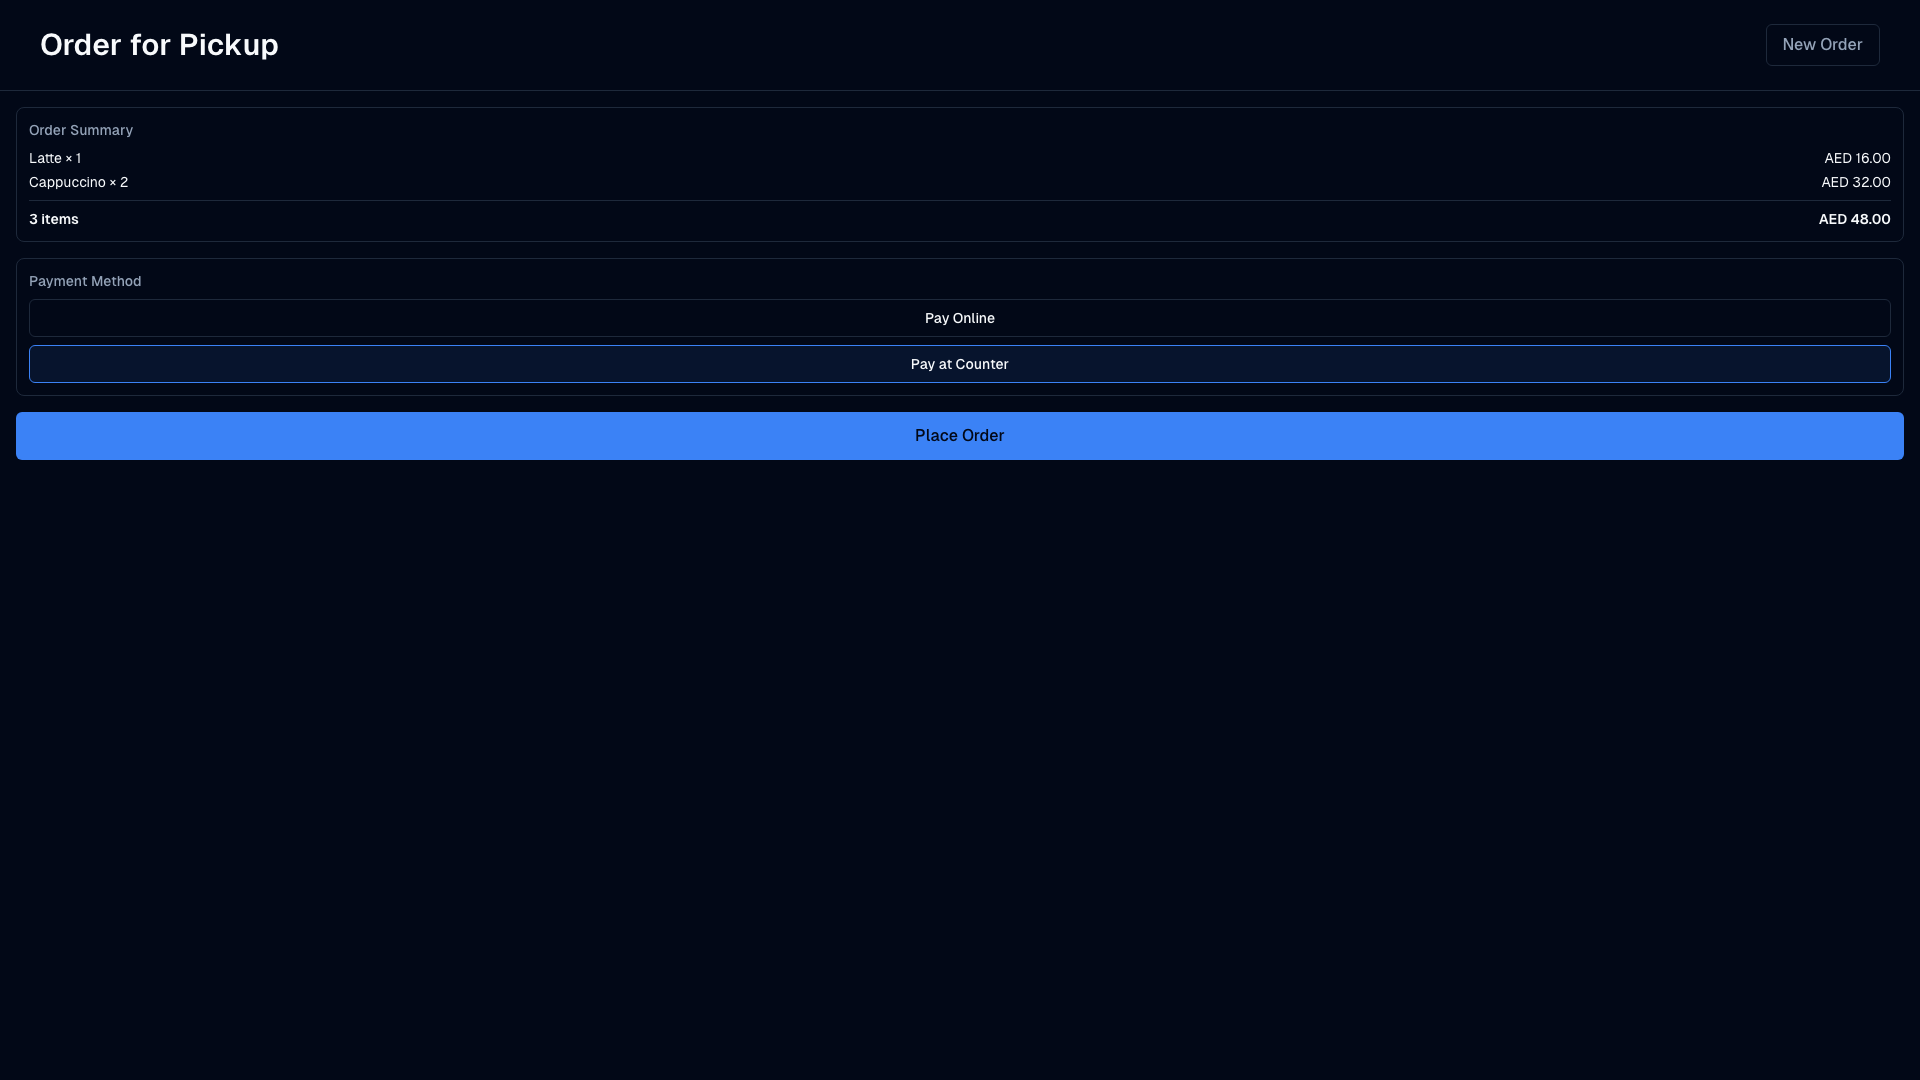 Order for Pickup
New Order
Order Summary
Latte × 1 AED 16.00
Cappuccino × 2 AED 32.00
3 items AED 48.00
Payment Method
Pay Online
Pay at Counter
Place Order